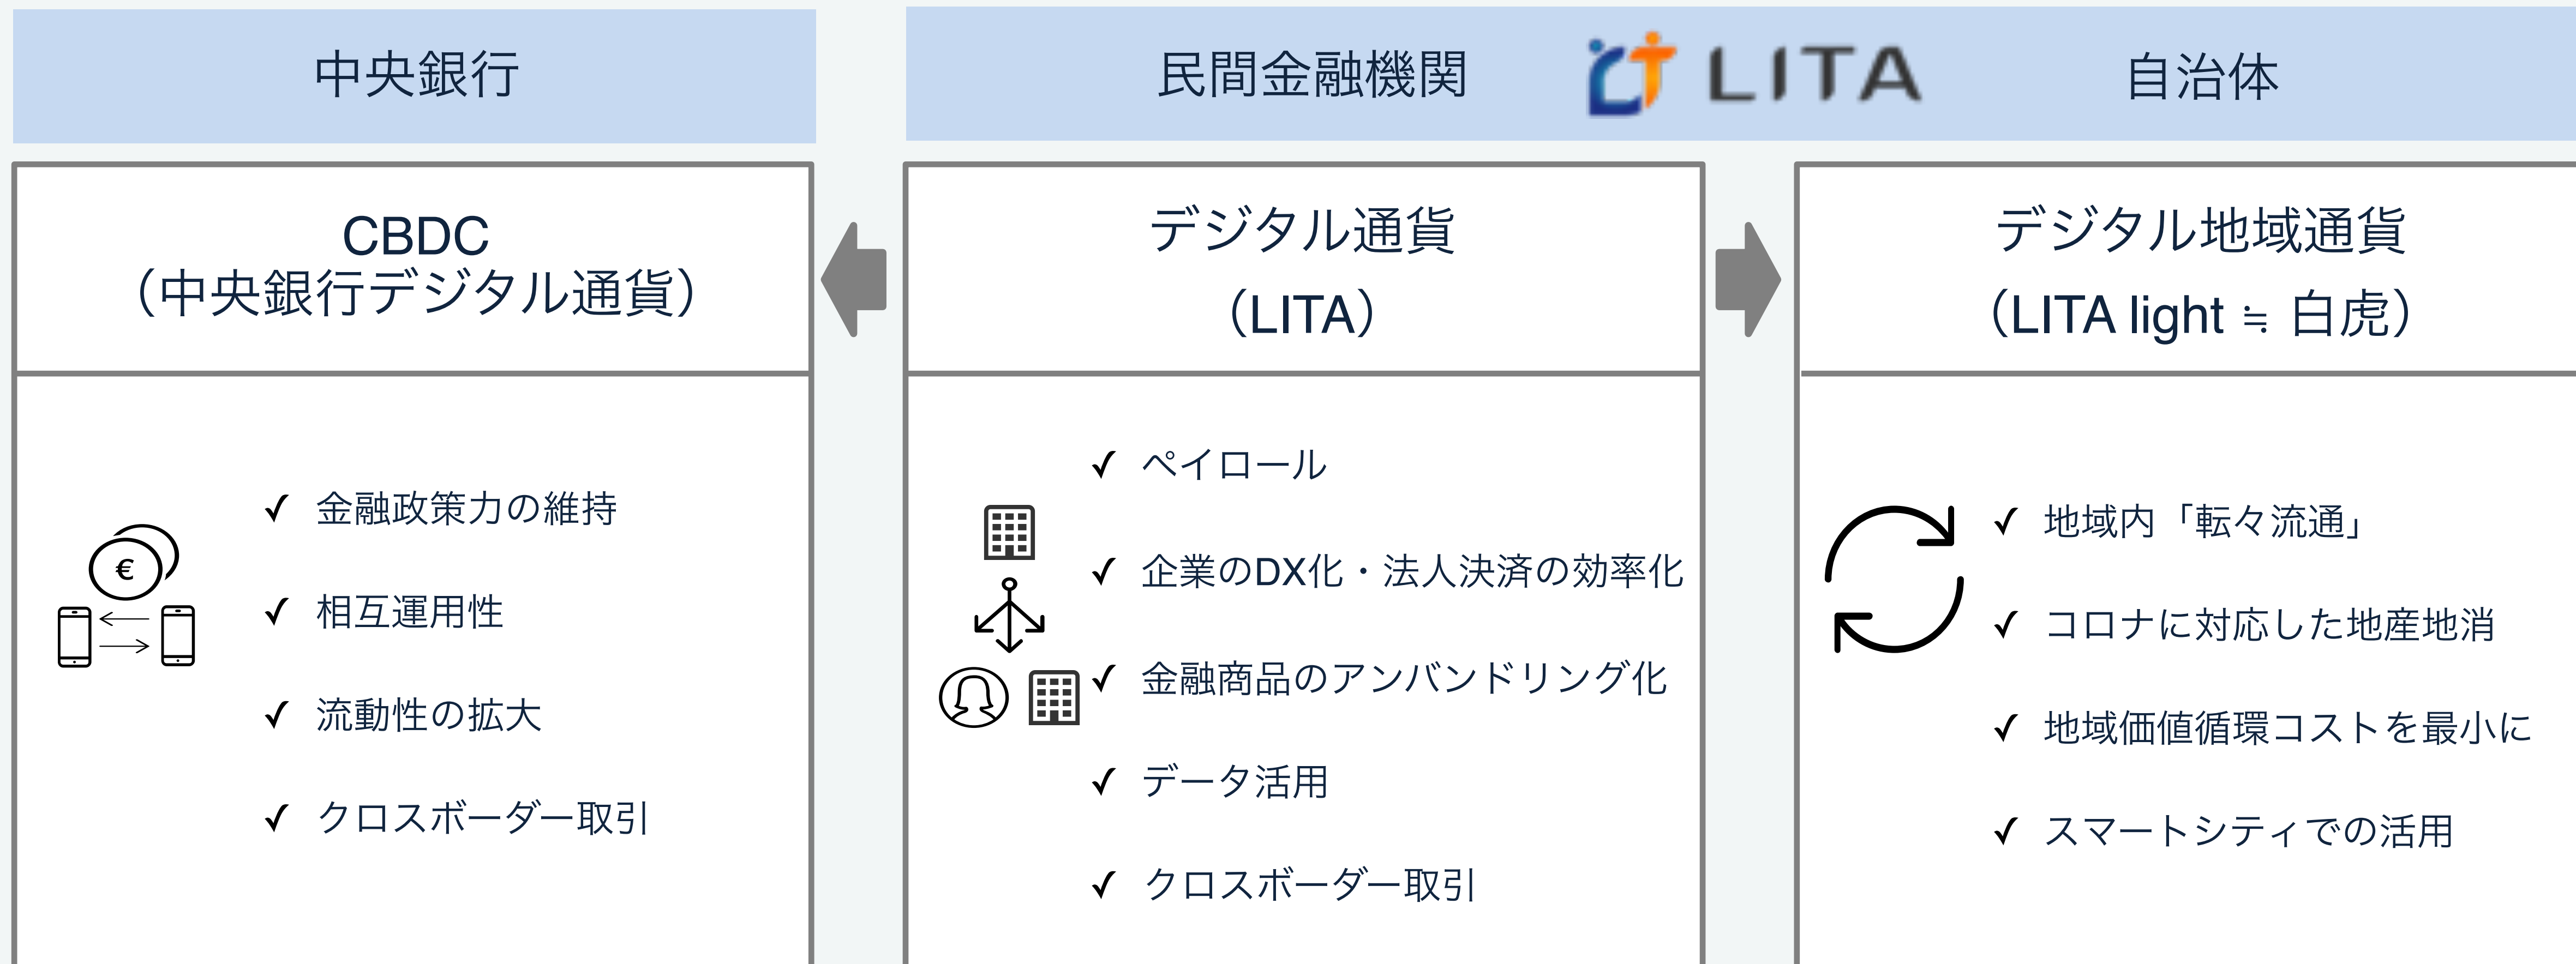 中央銀行
民間金融機関
LITA
自治体
CBDC
（中央銀行デジタル通貨）
デジタル通貨
（LITA）
デジタル地域通貨
（LITA light ≒ 白虎）
€
✓ 金融政策力の維持
✓ 相互運用性
✓ 流動性の拡大
✓ クロスボーダー取引
✓ ペイロール
✓ 企業のDX化・法人決済の効率化
✓ 金融商品のアンバンドリング化
✓ データ活用
✓ クロスボーダー取引
✓ 地域内「転々流通」
✓ コロナに対応した地産地消
✓ 地域価値循環コストを最小に
✓ スマートシティでの活用